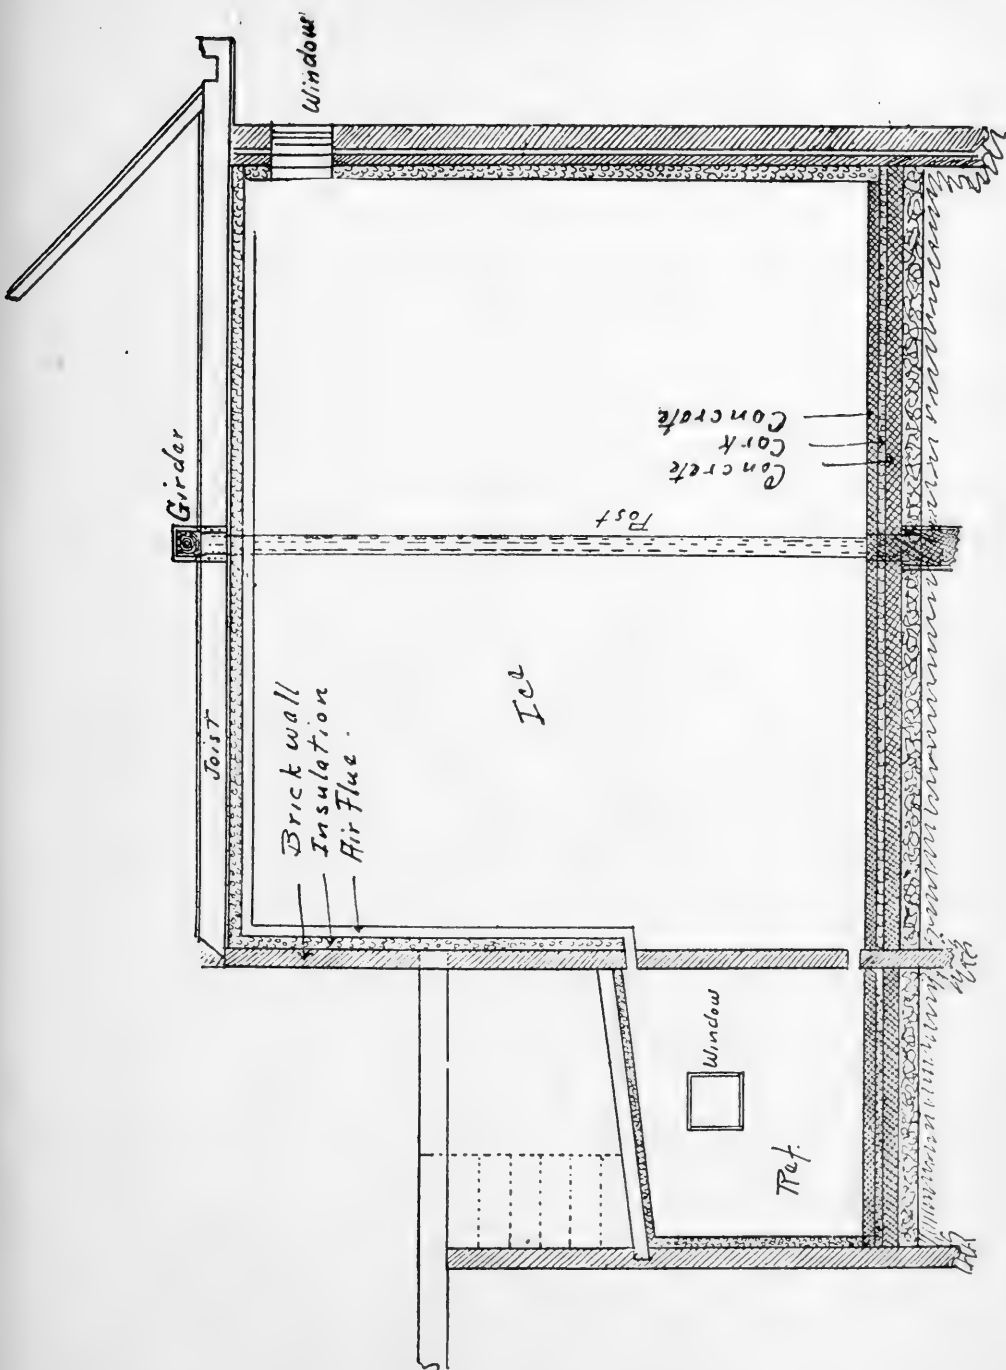 Window
Girder
Joist
Brick wall
Insulation
Air Flue.
Ice
Post
Concrete
Cork
Concrete
Window
Ref.